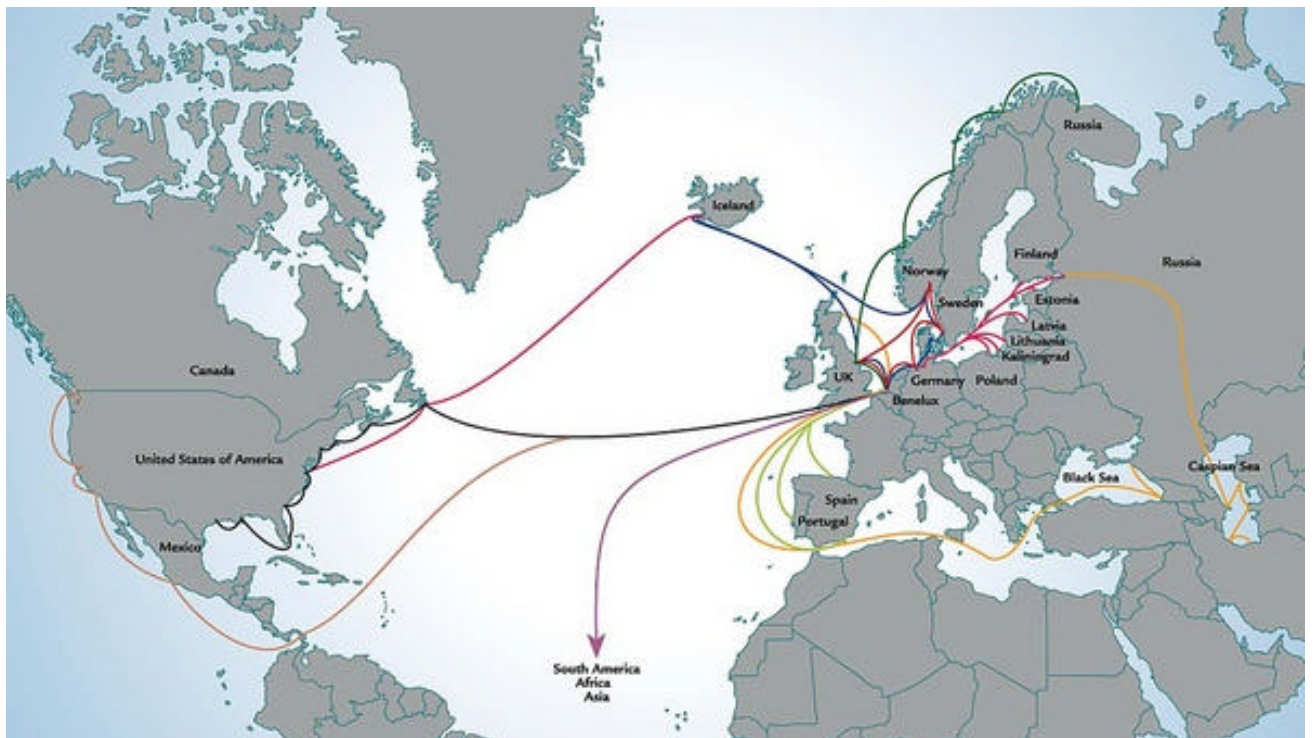 Russia
Iceland
Finland
Russia
Norway
Sweden
Estonia
Latvia
Lithuania
Kaliningrad
Canada
UK
Germany
Poland
Benelux
United States of America
Caspian Sea
Black Sea
Spain
Portugal
Mexico
South America
Africa
Asia